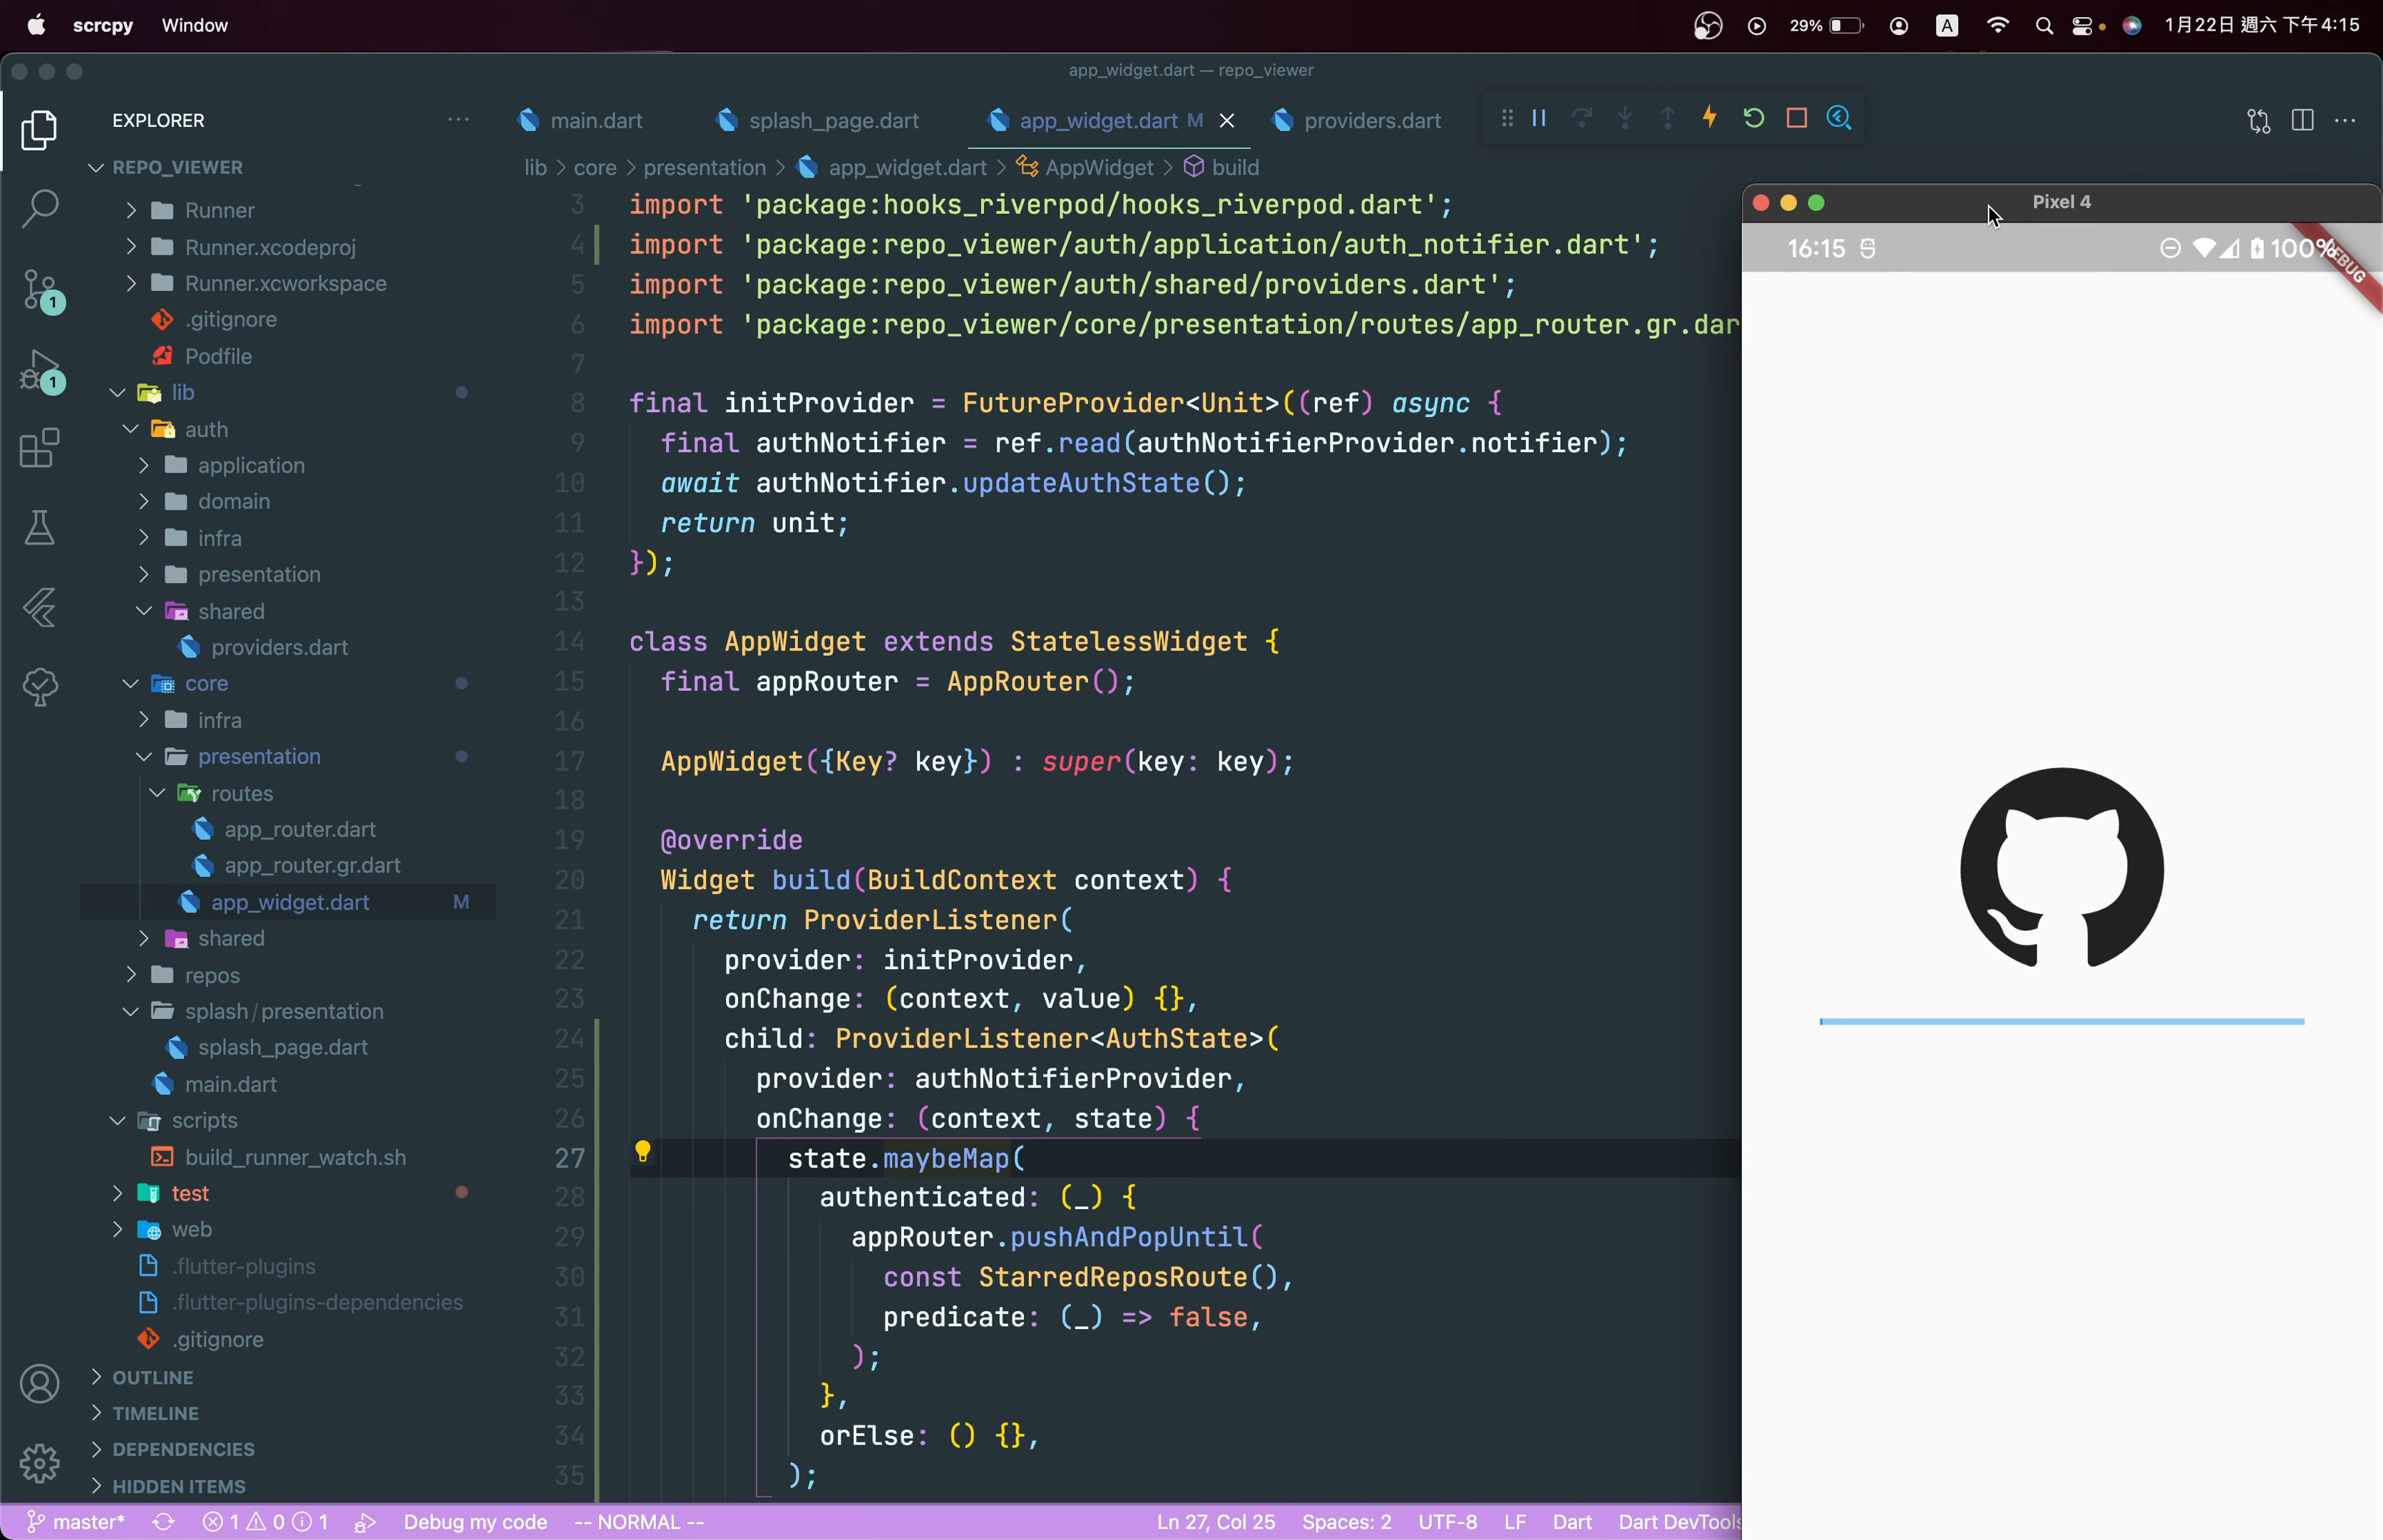 scrcpy Window 29% A 1月22日 週六 下午4:15
app_widget.dart — repo_viewer
EXPLORER
main.dart
splash_page.dart
app_widget.dart M
providers.dart
REPO_VIEWER
lib > core > presentation > app_widget.dart > AppWidget > build
Runner
Runner.xcodeproj
Runner.xcworkspace
.gitignore
Podfile
lib
auth
application
domain
infra
presentation
shared
providers.dart
core
infra
presentation
routes
app_router.dart
app_router.gr.dart
app_widget.dart M
shared
repos
splash/presentation
splash_page.dart
main.dart
scripts
build_runner_watch.sh
test
web
.flutter-plugins
.flutter-plugins-dependencies
.gitignore
OUTLINE
TIMELINE
DEPENDENCIES
HIDDEN ITEMS
1
1
3 import 'package:hooks_riverpod/hooks_riverpod.dart';
4 import 'package:repo_viewer/auth/application/auth_notifier.dart';
5 import 'package:repo_viewer/auth/shared/providers.dart';
6 import 'package:repo_viewer/core/presentation/routes/app_router.gr.dar
7
8 final initProvider = FutureProvider<Unit>((ref) async {
9 final authNotifier = ref.read(authNotifierProvider.notifier);
10 await authNotifier.updateAuthState();
11 return unit;
12 });
13
14 class AppWidget extends StatelessWidget {
15 final appRouter = AppRouter();
16
17 AppWidget({Key? key}) : super(key: key);
18
19 @override
20 Widget build(BuildContext context) {
21 return ProviderListener(
22 provider: initProvider,
23 onChange: (context, value) {},
24 child: ProviderListener<AuthState>(
25 provider: authNotifierProvider,
26 onChange: (context, state) {
27 state.maybeMap(
28 authenticated: (_) {
29 appRouter.pushAndPopUntil(
30 const StarredReposRoute(),
31 predicate: (_) => false,
32 );
33 },
34 orElse: () {},
35 );
Pixel 4
16:15 100%
master* 1 0 1 Debug my code -- NORMAL -- Ln 27, Col 25 Spaces: 2 UTF-8 LF Dart Dart DevTools